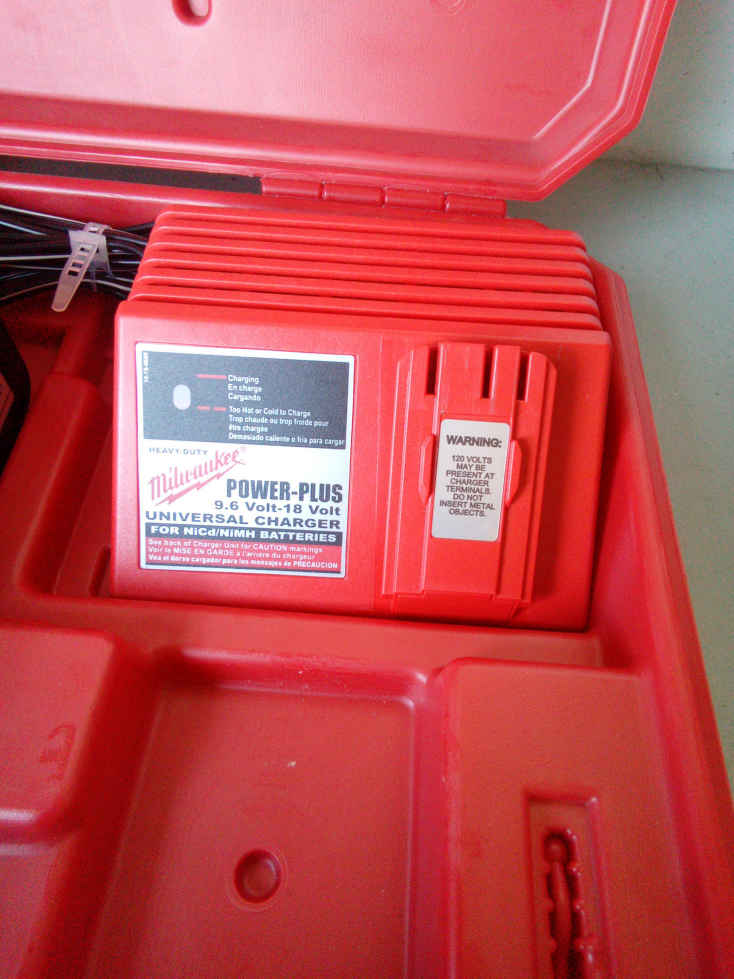 Charging
En charge
Cargando
Too Hot or Cold to Charge
Trop chaude ou trop froide pour
être chargée
Demasiado caliente o fria para cargar
HEAVY-DUTY
Milwaukee®
POWER-PLUS
9.6 Volt-18 Volt
UNIVERSAL CHARGER
FOR NiCd/NiMH BATTERIES
See back of Charger Unit for CAUTION markings
Voir la MISE EN GARDE à l'arrière du chargeur
Vea el dorso cargador para los mensajes de PRECAUCION
WARNING:
120 VOLTS
MAY BE
PRESENT AT
CHARGER
TERMINALS.
DO NOT
INSERT METAL
OBJECTS.